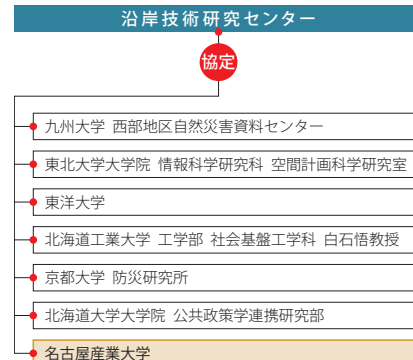 沿岸技術研究センター
協定
九州大学 西部地区自然災害資料センター
東北大学大学院 情報科学研究科 空間計画科学研究室
東洋大学
北海道工業大学 工学部 社会基盤工学科 白石悟教授
京都大学 防災研究所
北海道大学大学院 公共政策学連携研究部
名古屋産業大学